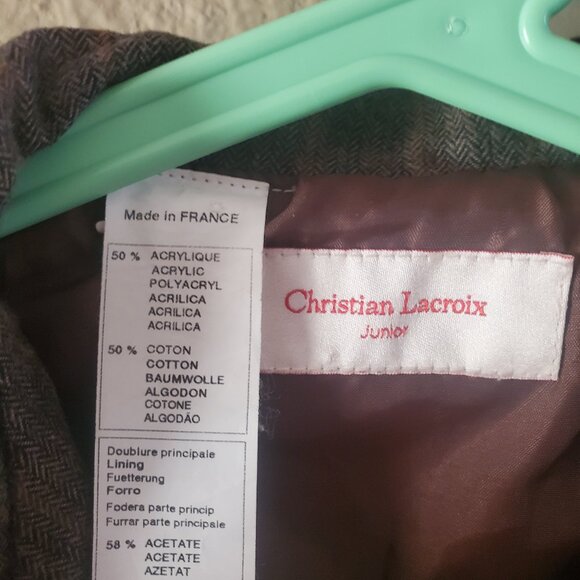 Made in FRANCE
50 % ACRYLIQUE
ACRYLIC
POLYACRYL
ACRILICA
ACRILICA
ACRILICA
50 % COTON
COTTON
BAUMWOLLE
ALGODON
COTONE
ALGODÃO
Doublure principale
Lining
Fuetterung
Forro
Fodera parte princip
Furrar parte principale
58 % ACETATE
ACETATE
AZETAT
Christian Lacroix
Junior